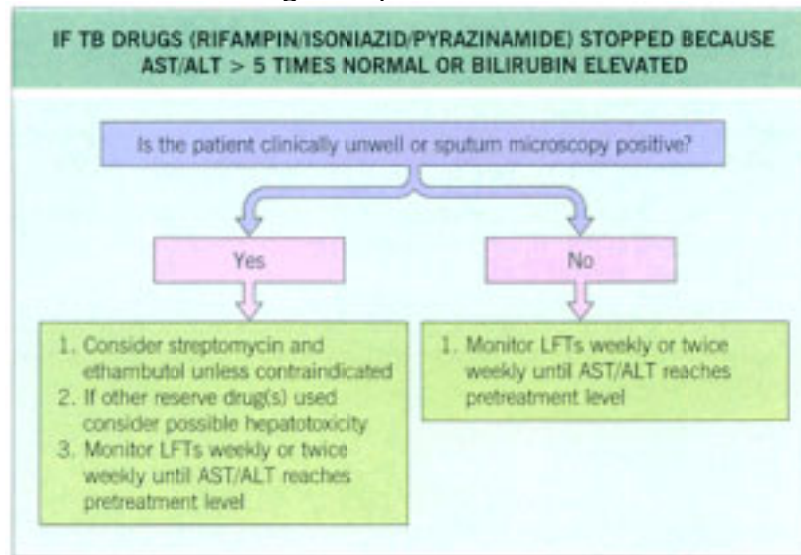 IF TB DRUGS (RIFAMPIN/ISONIAZID/PYRAZINAMIDE) STOPPED BECAUSE
AST/ALT > 5 TIMES NORMAL OR BILIRUBIN ELEVATED
Is the patient clinically unwell or sputum microscopy positive?
Yes
No
1. Consider streptomycin and
ethambutol unless contraindicated
2. If other reserve drug(s) used
consider possible hepatotoxicity
3. Monitor LFTs weekly or twice
weekly until AST/ALT reaches
pretreatment level
1. Monitor LFTs weekly or twice
weekly until AST/ALT reaches
pretreatment level